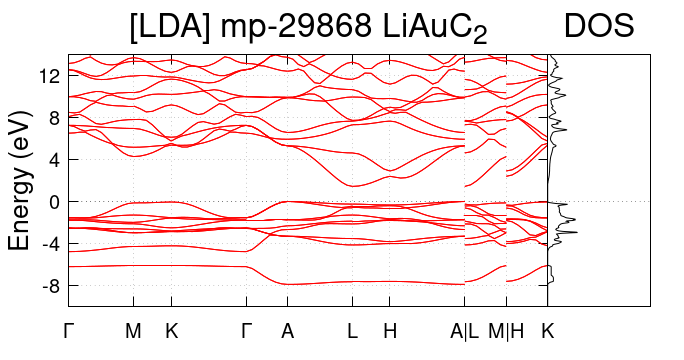 [LDA] mp-29868 LiAuC2 DOS
Energy (eV)
12
8
4
0
-4
-8
Γ M K Γ A L H A|L M|H K